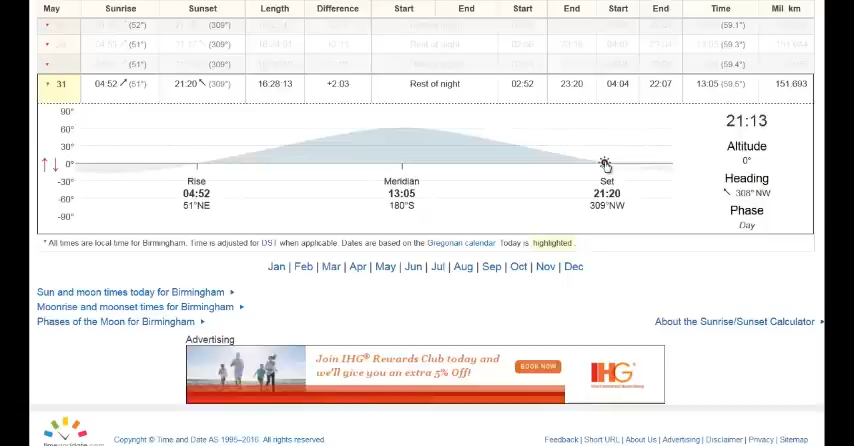 May Sunrise Sunset Length Difference Start End Start End Start End Time Mil km
(52°) (309°) (59.1°)
(51°) (309°) Rest of night (59.3°)
(51°) (309°) (59.4°)
31 04:52 (51°) 21:20 (309°) 16:28:13 +2:03 Rest of night 02:52 23:20 04:04 22:07 13:05 (59.5°) 151.693
90°
60°
30°
0°
-30°
-60°
-90°
Rise
04:52
51°NE
Meridian
13:05
180°S
Set
21:20
309°NW
21:13
Altitude
0°
Heading
308° NW
Phase
Day
* All times are local time for Birmingham. Time is adjusted for DST when applicable. Dates are based on the Gregorian calendar Today is highlighted.
Jan | Feb | Mar | Apr | May | Jun | Jul | Aug | Sep | Oct | Nov | Dec
Sun and moon times today for Birmingham
Moonrise and moonset times for Birmingham
Phases of the Moon for Birmingham
About the Sunrise/Sunset Calculator
Advertising
Join IHG® Rewards Club today and
we'll give you an extra 5% Off!
BOOK NOW
IHG®
timeanddate.com
Copyright © Time and Date AS 1995–2016. All rights reserved.
Feedback | Short URL | About Us | Advertising | Disclaimer | Privacy | Sitemap